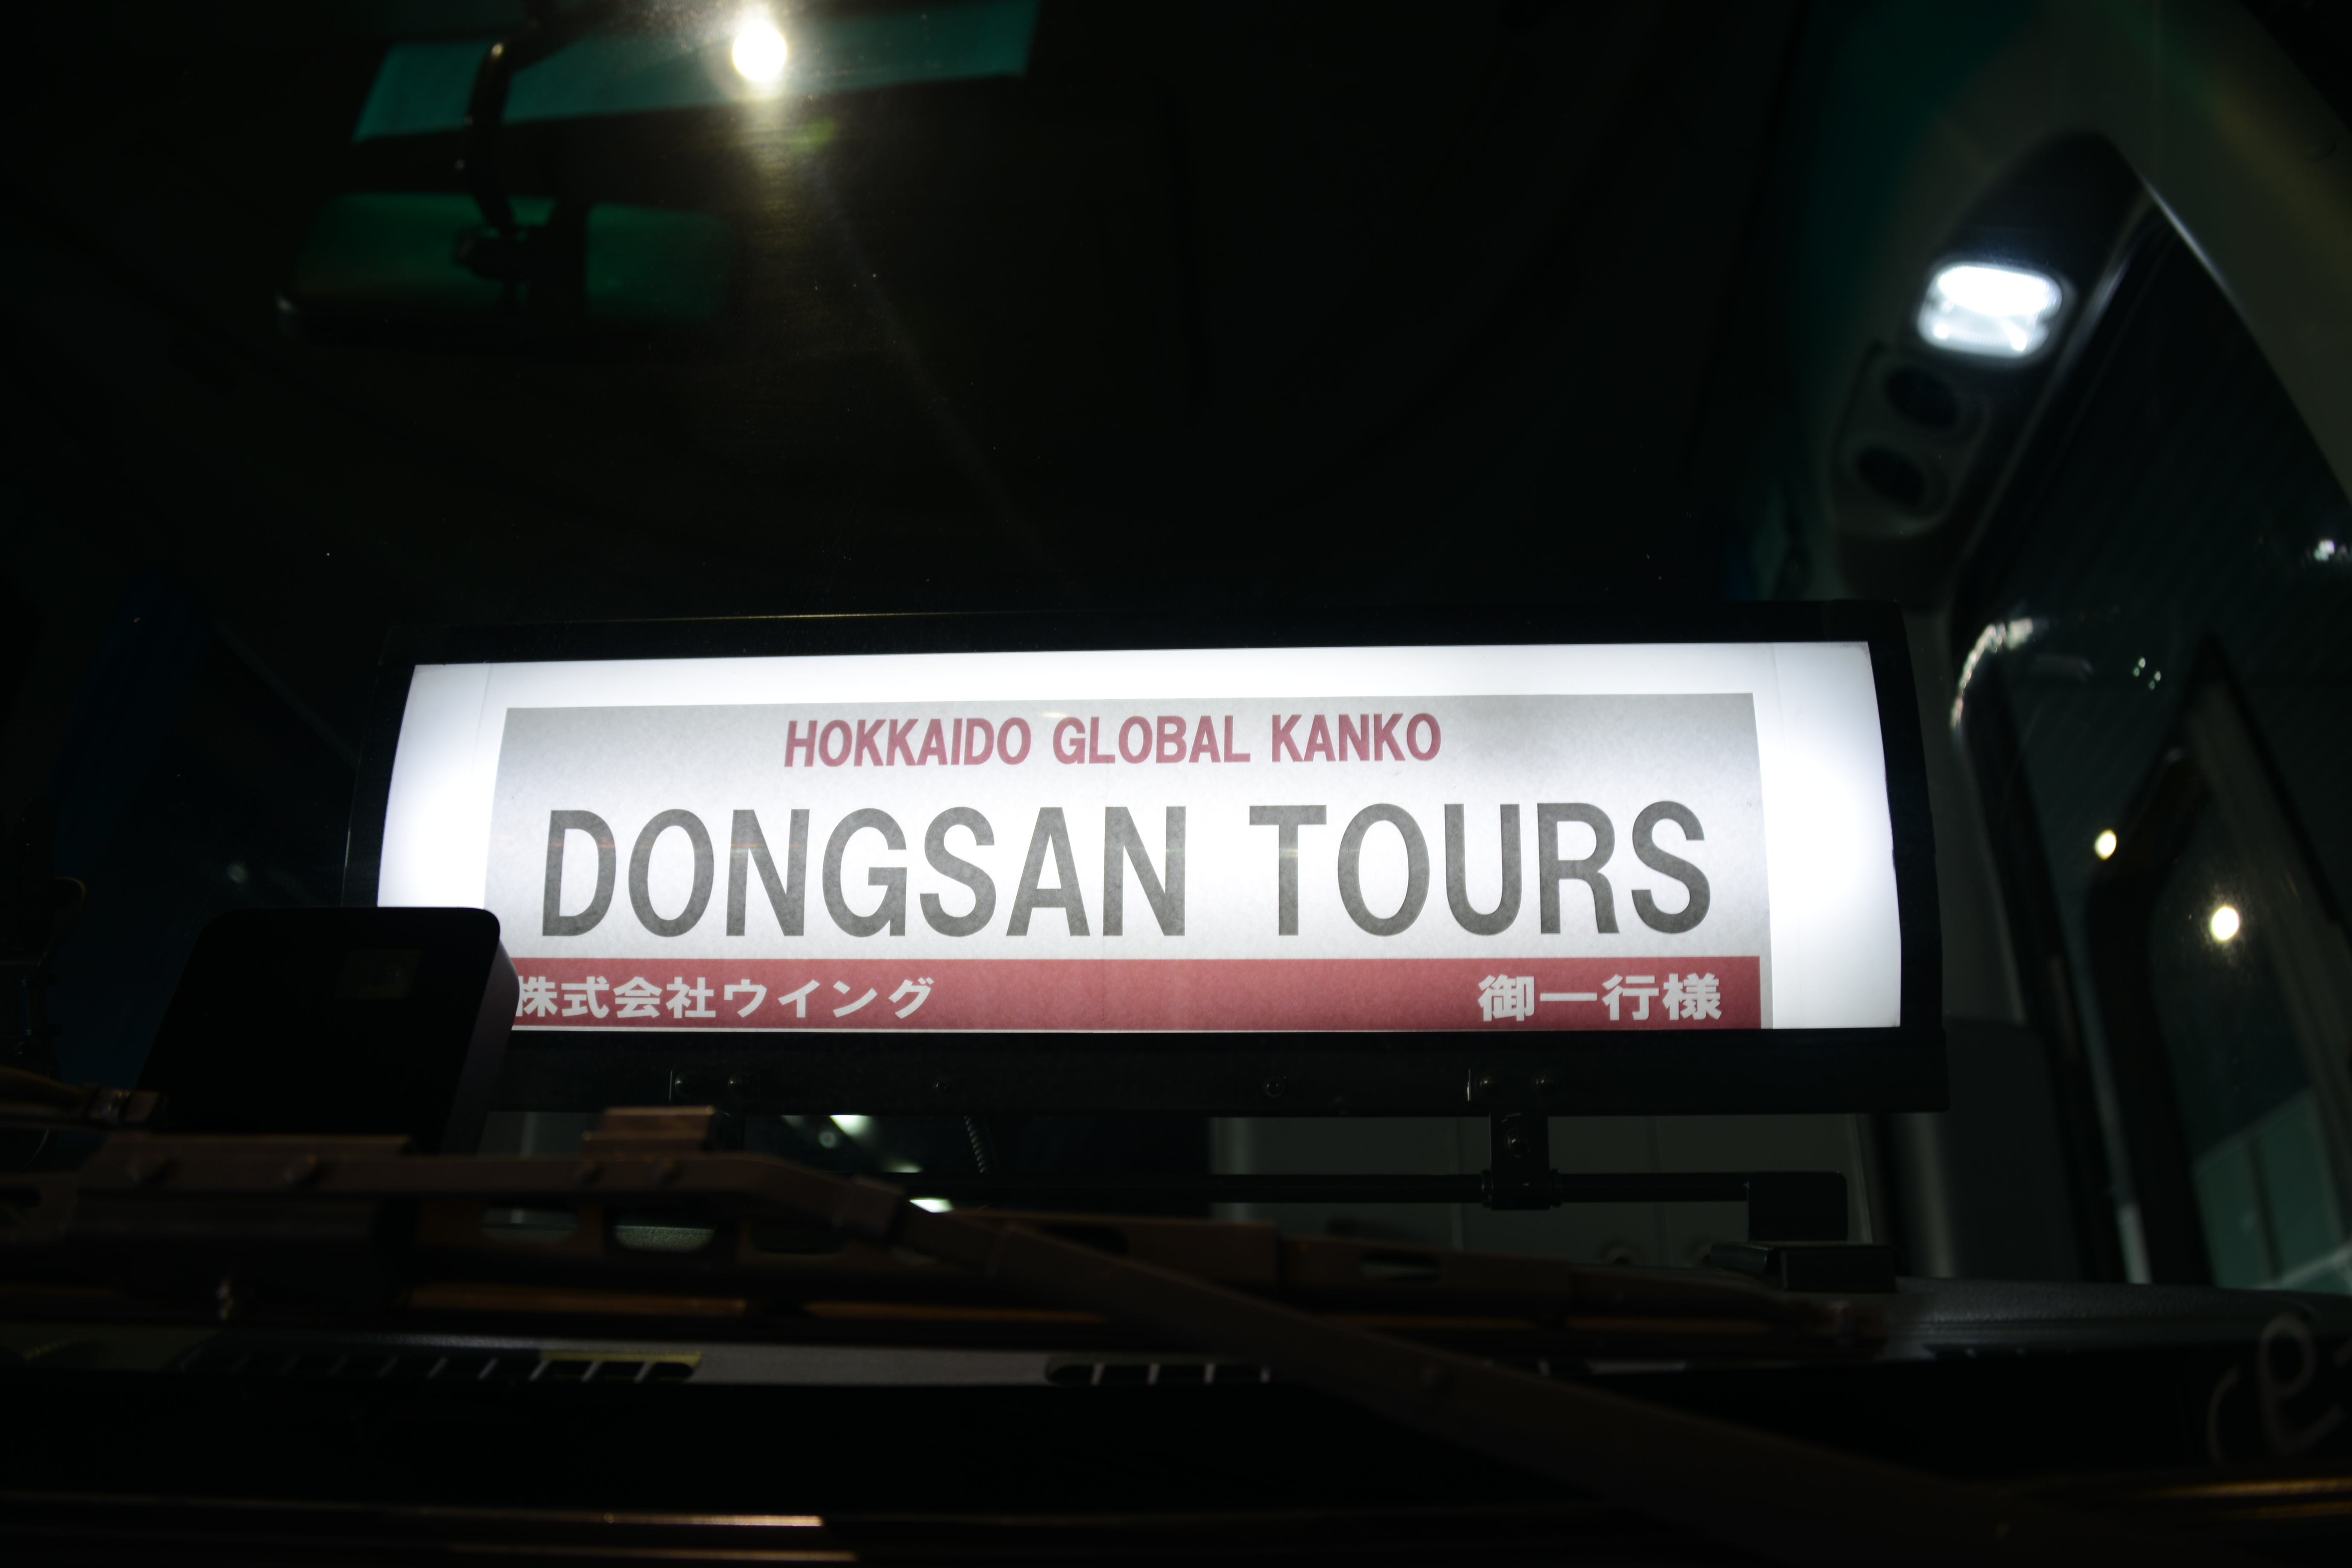 HOKKAIDO GLOBAL KANKO
DONGSAN TOURS
株式会社ウイング 御一行様